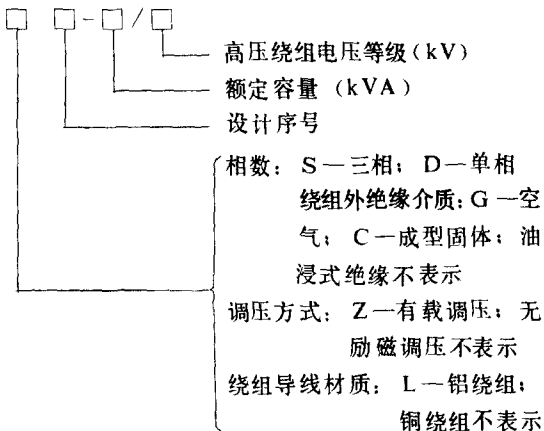 □ □-□/□
高压绕组电压等级(kV)
额定容量 (kVA)
设计序号
相数: S—三相; D—单相
绕组外绝缘介质: G—空
气; C—成型固体; 油
浸式绝缘不表示
调压方式: Z—有载调压; 无
励磁调压不表示
绕组导线材质: L—铝绕组;
铜绕组不表示